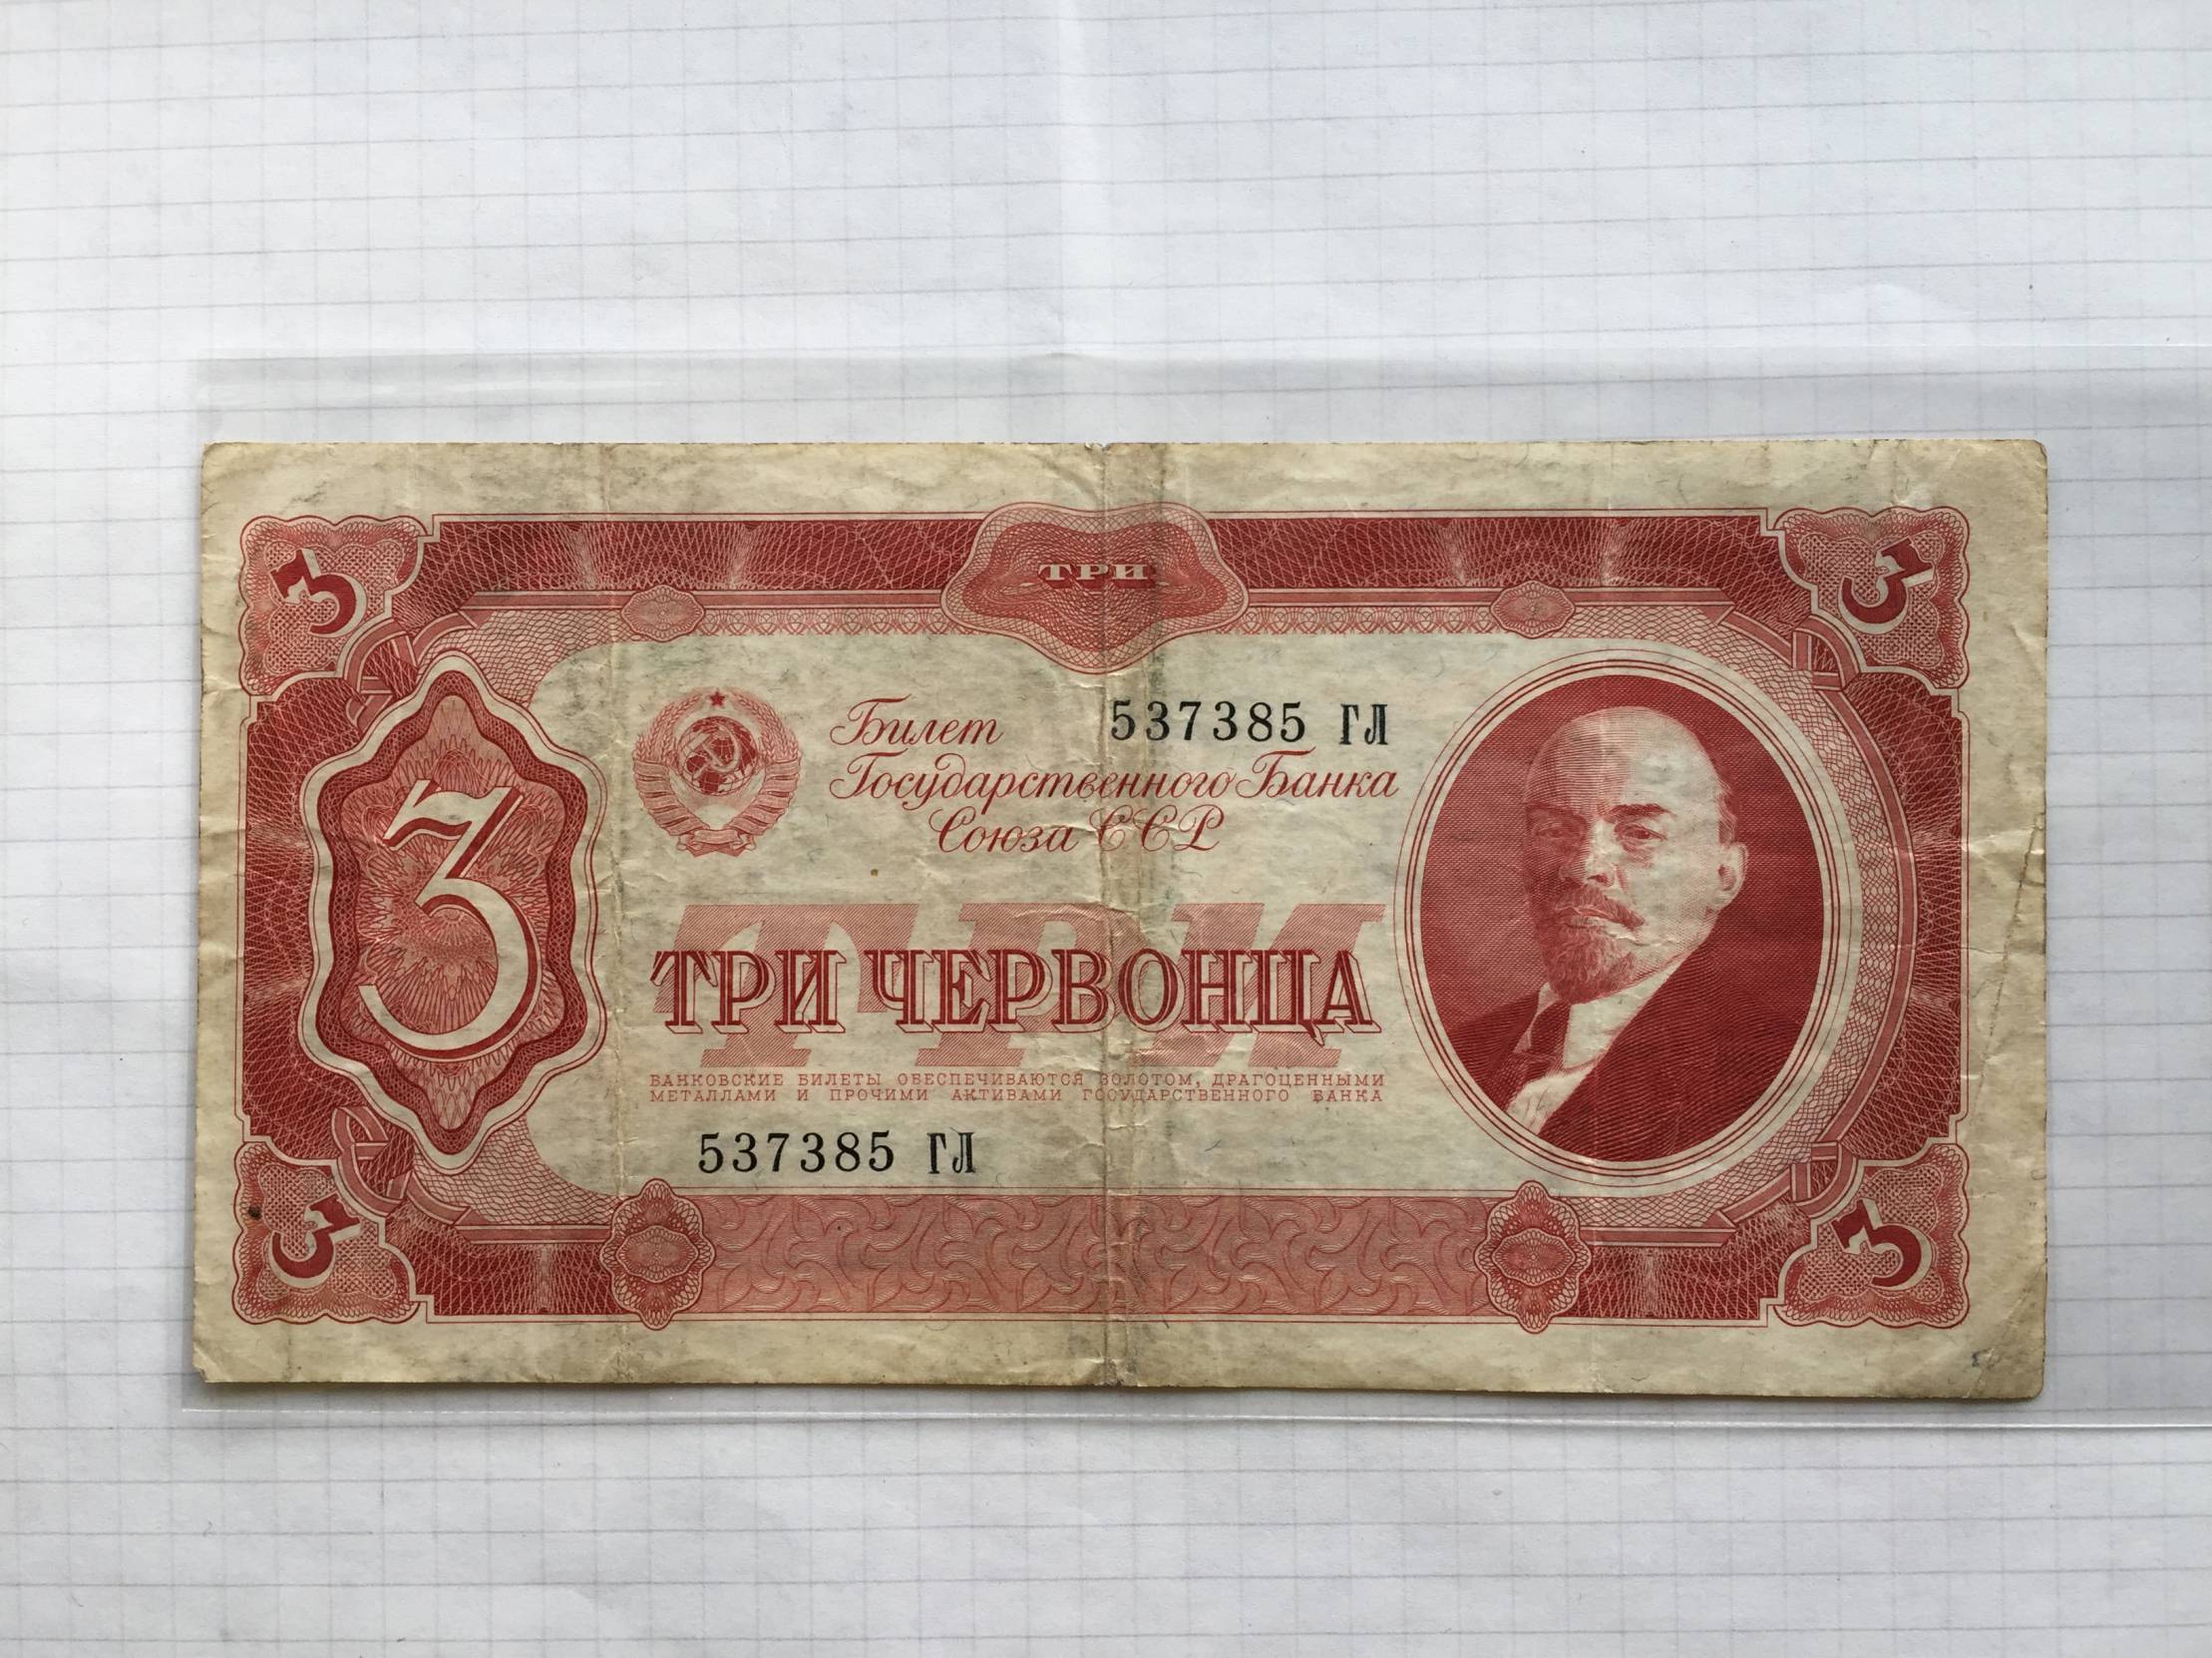 3
ТРИ
3
537385 ГЛ
Билет
Государственного Банка
Союза ССР
3
ТРИ
ТРИ ЧЕРВОНЦА
БАНКОВСКИЕ БИЛЕТЫ ОБЕСПЕЧИВАЮТСЯ ЗОЛОТОМ, ДРАГОЦЕННЫМИ
МЕТАЛЛАМИ И ПРОЧИМИ АКТИВАМИ ГОСУДАРСТВЕННОГО БАНКА
537385 ГЛ
3
3